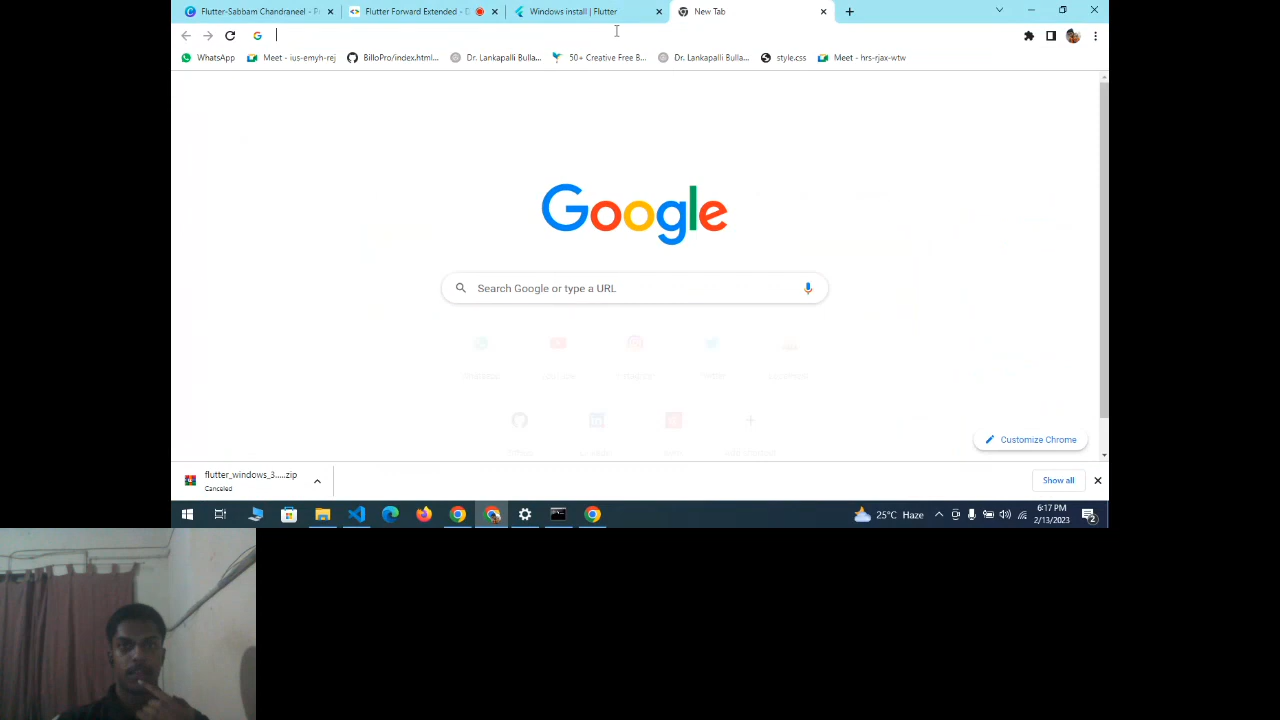 Flutter-Sabbam Chandraneel - P
Flutter Forward Extended - D
Windows install | Flutter
New Tab
WhatsApp
Meet - ius-emyh-rej
BilloPro/index.html...
Dr. Lankapalli Bulla...
50+ Creative Free B...
Dr. Lankapalli Bulla...
style.css
Meet - hrs-rjax-wtw
Google
Search Google or type a URL
Customize Chrome
flutter_windows_3.....zip
Canceled
Show all
25°C Haze
6:17 PM
2/13/2023
2